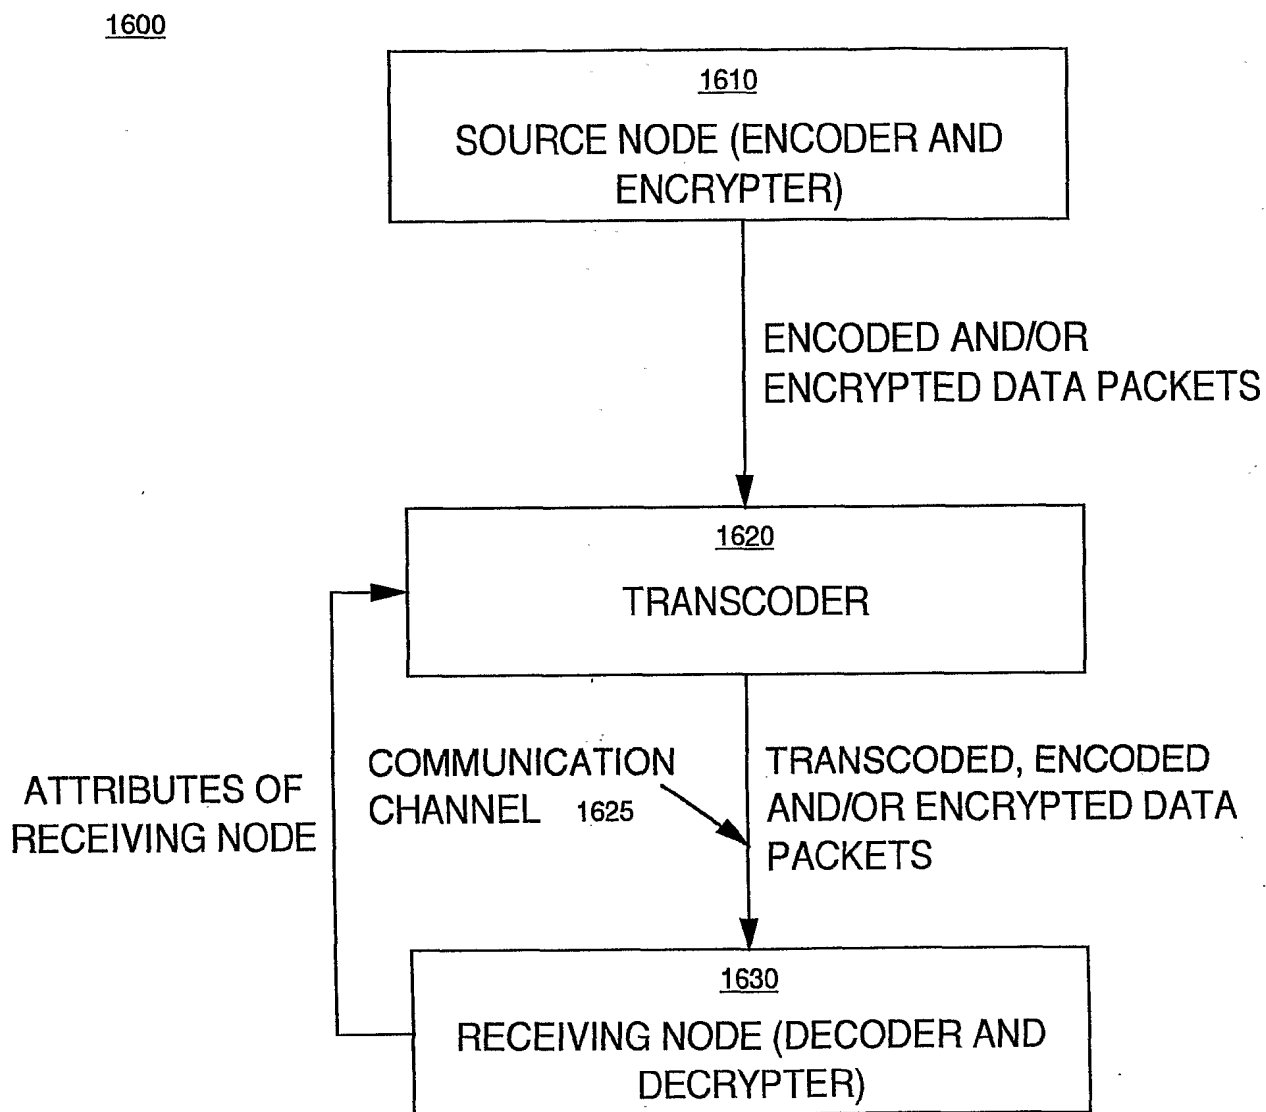 1600
1610
SOURCE NODE (ENCODER AND
ENCRYPTER)
ENCODED AND/OR
ENCRYPTED DATA PACKETS
1620
TRANSCODER
COMMUNICATION
CHANNEL 1625
TRANSCODED, ENCODED
AND/OR ENCRYPTED DATA
PACKETS
ATTRIBUTES OF
RECEIVING NODE
1630
RECEIVING NODE (DECODER AND
DECRYPTER)